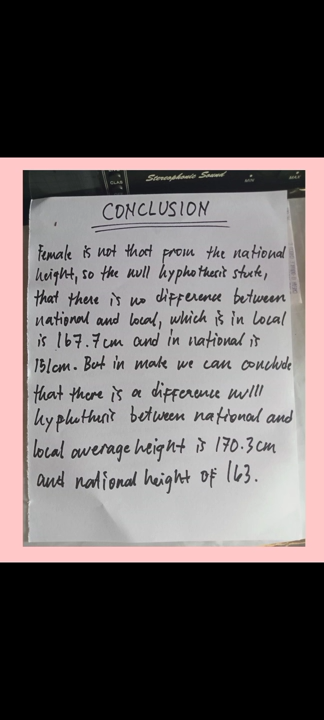 Stereophonic Sound
CONCLUSION
Female is not that from the national
height, so the null hyphothesis state,
that there is no difference between
national and local, which is in local
is 167.7cm and in national is
151cm. But in male we can conclude
that there is a difference null
hyphothesis between national and
local average height is 170.3cm
and national height of 163.